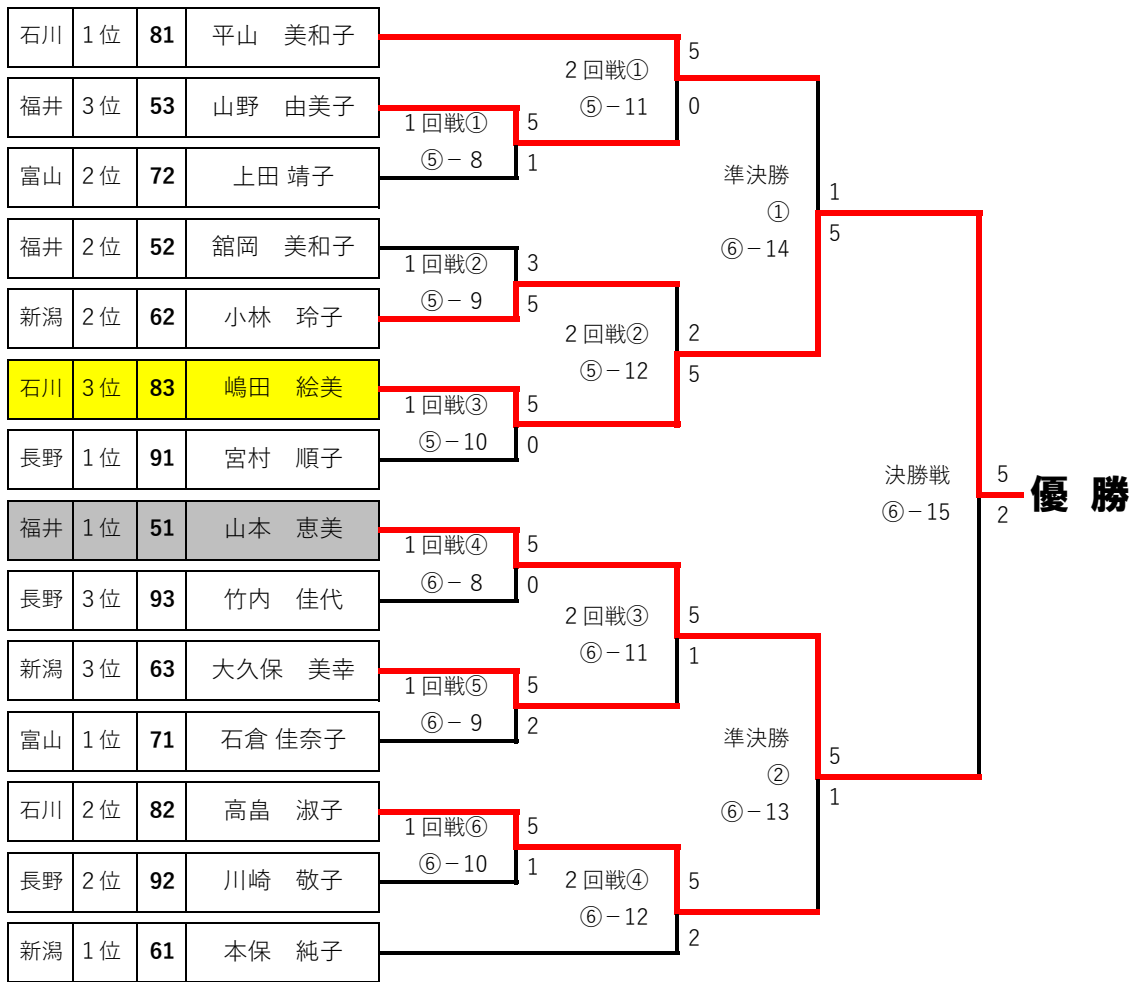 石川 1位 81 平山　美和子
福井 3位 53 山野　由美子
富山 2位 72 上田 靖子
福井 2位 52 舘岡　美和子
新潟 2位 62 小林　玲子
石川 3位 83 嶋田　絵美
長野 1位 91 宮村　順子
福井 1位 51 山本　恵美
長野 3位 93 竹内　佳代
新潟 3位 63 大久保　美幸
富山 1位 71 石倉 佳奈子
石川 2位 82 高畠　淑子
長野 2位 92 川崎　敬子
新潟 1位 61 本保　純子
1回戦①
⑤－8
5
1
1回戦②
⑤－9
3
5
1回戦③
⑤－10
5
0
1回戦④
⑥－8
5
0
1回戦⑤
⑥－9
5
2
1回戦⑥
⑥－10
5
1
2回戦①
⑤－11
5
0
2回戦②
⑤－12
2
5
2回戦③
⑥－11
5
1
2回戦④
⑥－12
5
2
準決勝
①
⑥－14
1
5
準決勝
②
⑥－13
5
1
決勝戦
⑥－15
5
2
優 勝